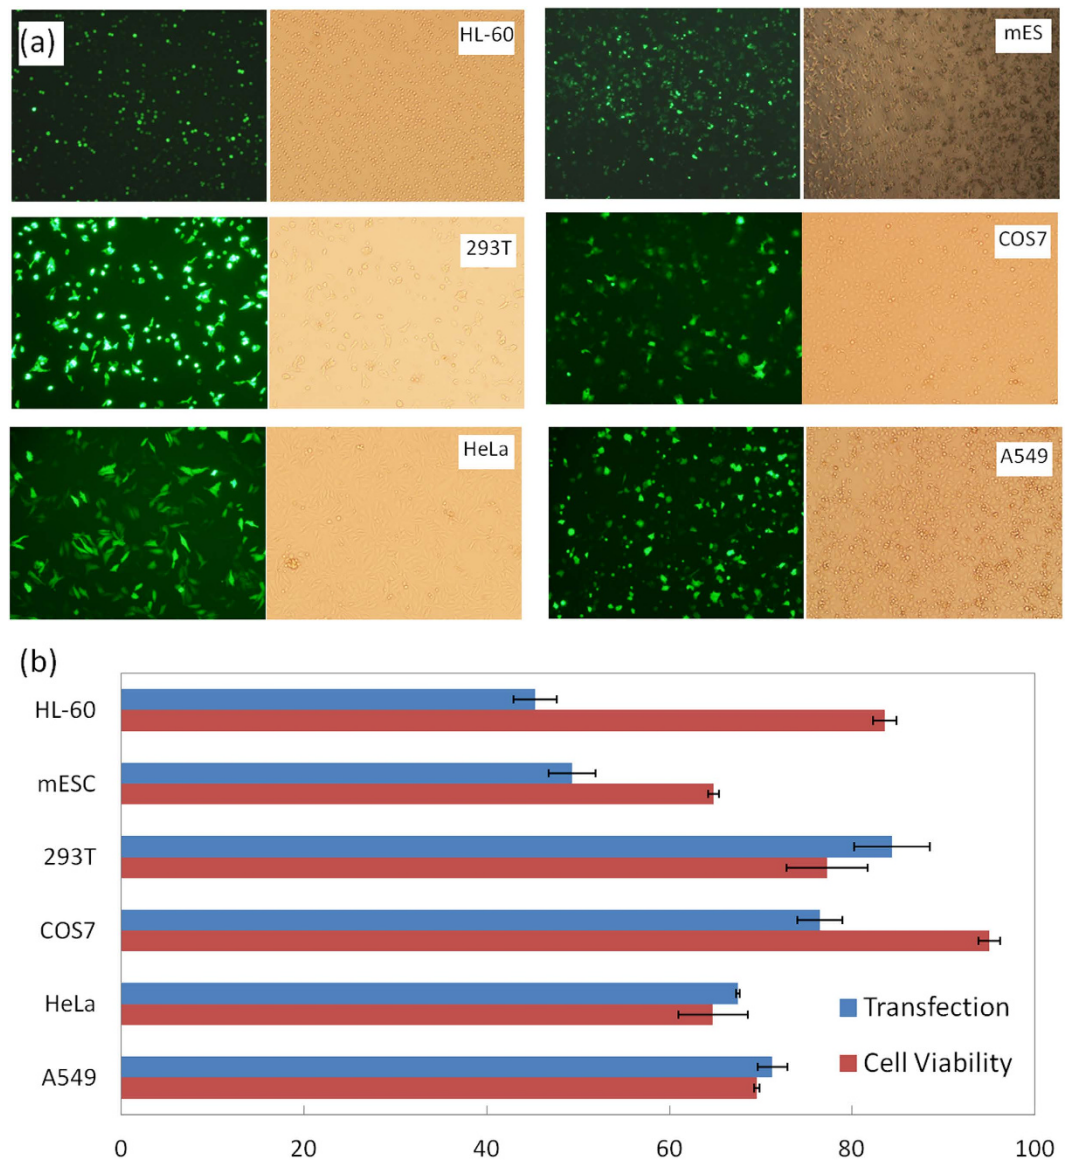 (a)
HL-60
mES
293T
COS7
HeLa
A549
(b)
HL-60
mESC
293T
COS7
HeLa
A549
Transfection
Cell Viability
0 20 40 60 80 100